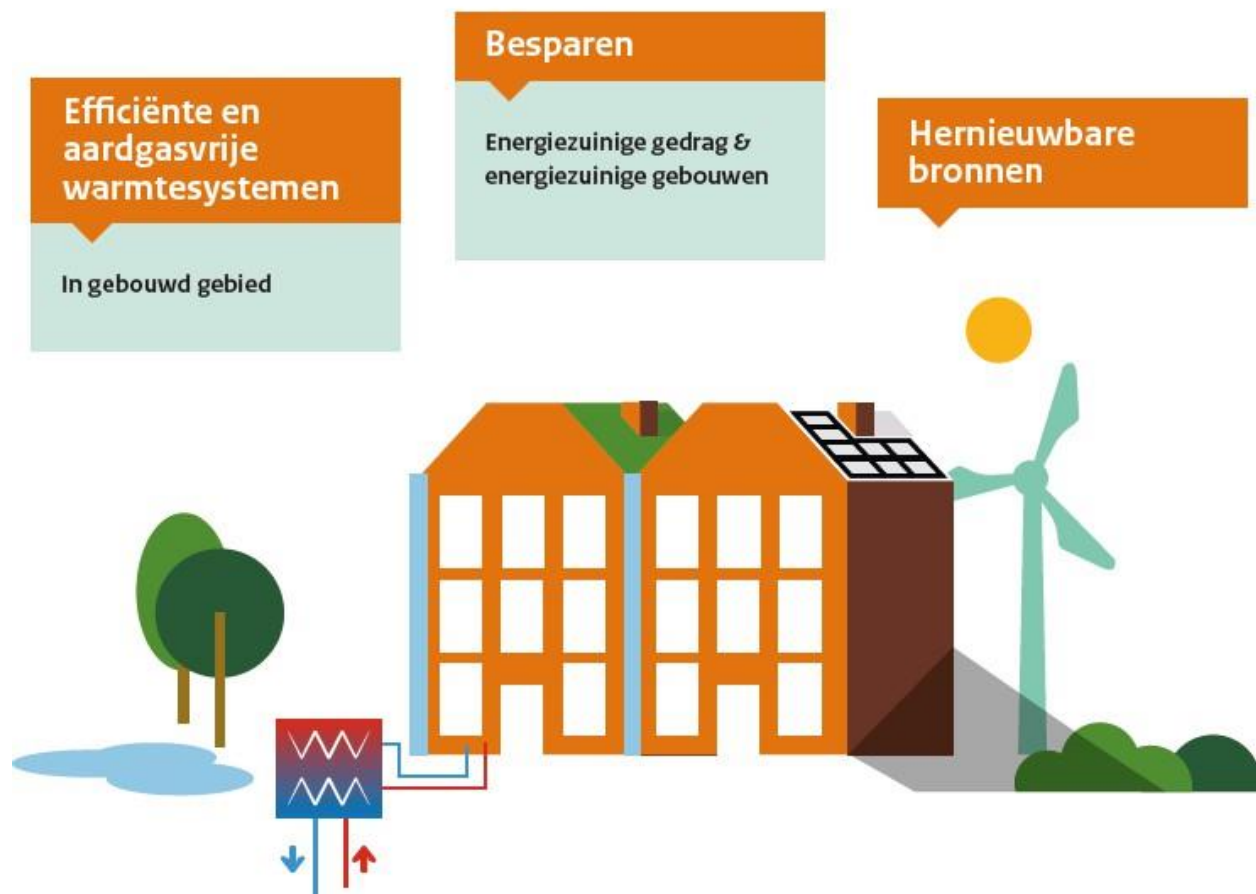 Efficiënte en
aardgasvrije
warmtesystemen
In gebouwd gebied
Besparen
Energiezuinige gedrag &
energiezuinige gebouwen
Hernieuwbare
bronnen